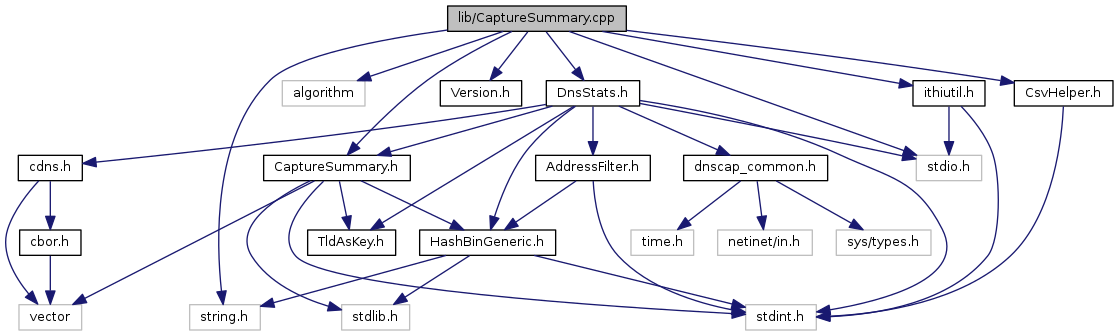 lib/CaptureSummary.cpp
algorithm
Version.h
DnsStats.h
ithiutil.h
CsvHelper.h
cdns.h
CaptureSummary.h
AddressFilter.h
dnscap_common.h
stdio.h
cbor.h
TldAsKey.h
HashBinGeneric.h
time.h
netinet/in.h
sys/types.h
vector
string.h
stdlib.h
stdint.h